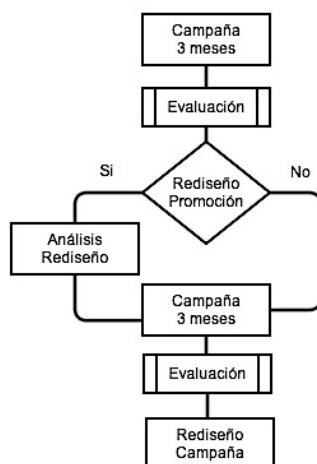 Campaña
3 meses
Evaluación
Si
No
Rediseño
Promoción
Análisis
Rediseño
Campaña
3 meses
Evaluación
Rediseño
Campaña